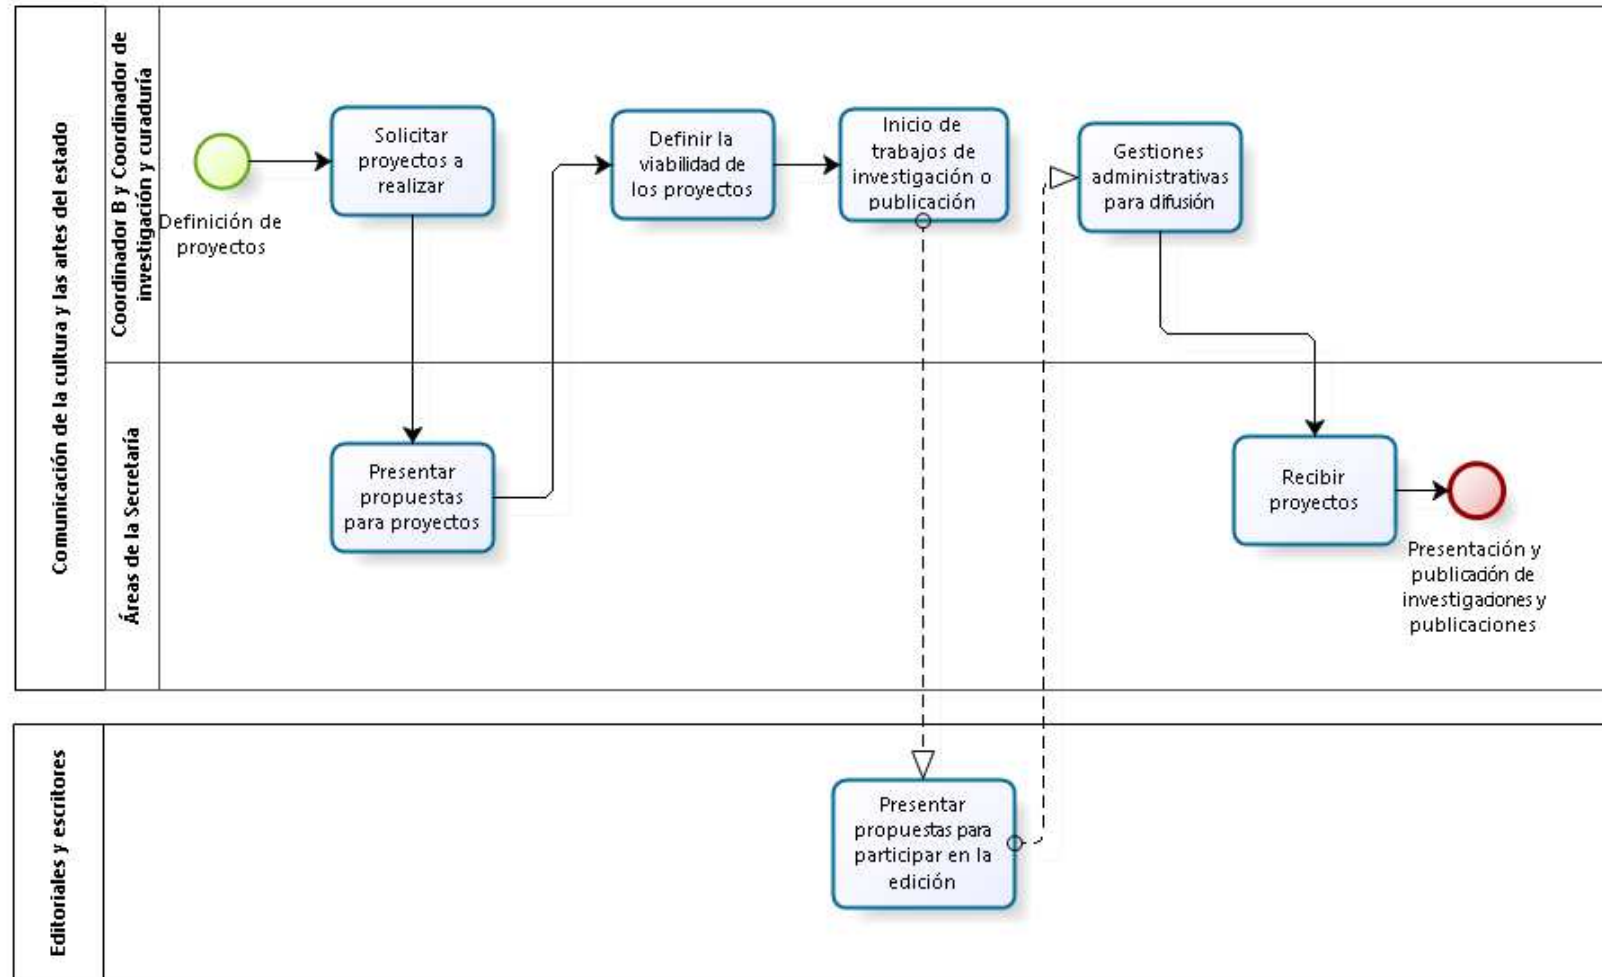 Comunicación de la cultura y las artes del estado
Coordinador B y Coordinador de
investigación y curaduría
Definición de
proyectos
Solicitar
proyectos a
realizar
Definir la
viabilidad de
los proyectos
Inicio de
trabajos de
investigación o
publicación
Gestiones
administrativas
para difusión
Áreas de la Secretaría
Presentar
propuestas
para proyectos
Recibir
proyectos
Presentación y
publicación de
investigaciones y
publicaciones
Editoriales y escritores
Presentar
propuestas para
participar en la
edición